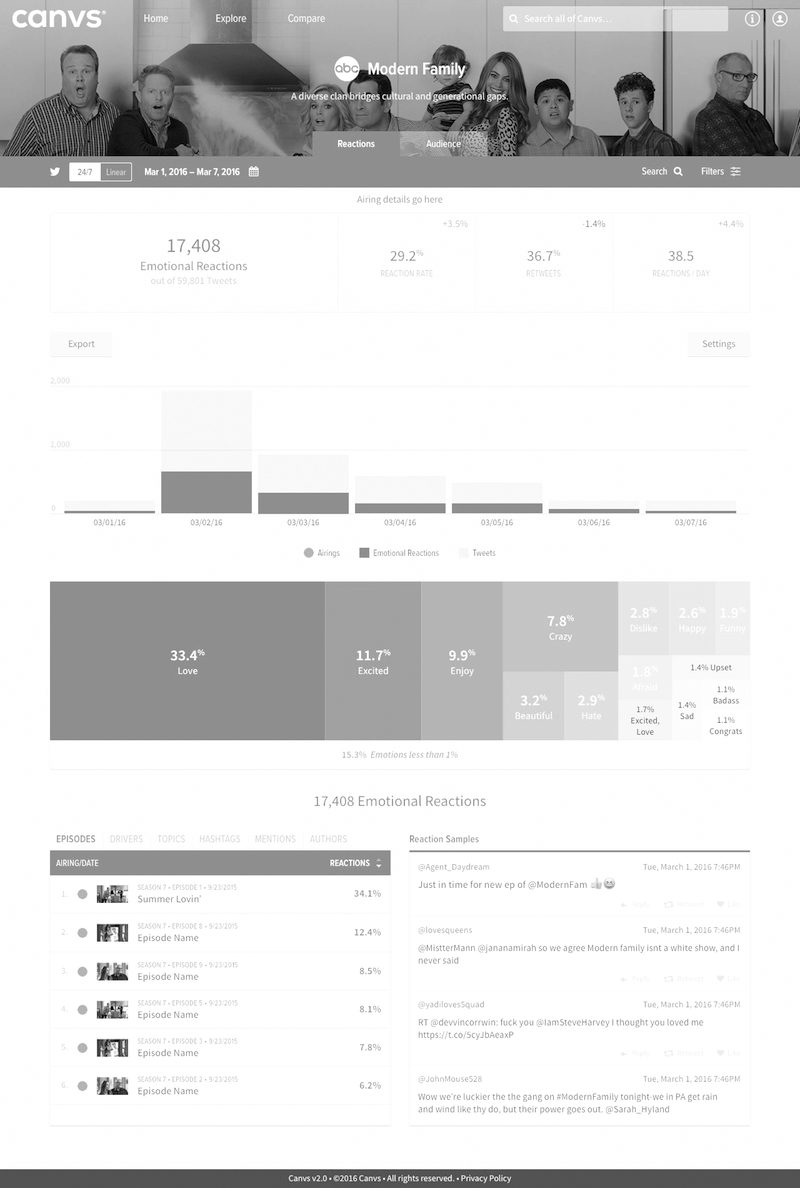 canvs®
Home Explore Compare
Search all of Canvs...
abc Modern Family
A diverse clan bridges cultural and generational gaps.
Reactions Audience
24/7 Linear Mar 1, 2016 – Mar 7, 2016
Search Filters
Airing details go here
+3.5% -1.4% +4.4%
17,408
Emotional Reactions
out of 59,801 Tweets
29.2%
REACTION RATE
36.7%
RETWEETS
38.5
REACTIONS / DAY
Export Settings
2,000
1,000
0
03/01/16 03/02/16 03/03/16 03/04/16 03/05/16 03/06/16 03/07/16
Airings Emotional Reactions Tweets
33.4%
Love
11.7%
Excited
9.9%
Enjoy
7.8%
Crazy
3.2%
Beautiful
2.9%
Hate
2.8%
Dislike
2.6%
Happy
1.9%
Funny
1.8%
Afraid
1.7%
Excited,
Love
1.4% Upset
1.4%
Sad
1.1%
Badass
1.1%
Congrats
15.3% Emotions less than 1%
17,408 Emotional Reactions
EPISODES DRIVERS TOPICS HASHTAGS MENTIONS AUTHORS
AIRING/DATE REACTIONS
1. SEASON 7 • EPISODE 1 • 9/23/2015
Summer Lovin' 34.1%
2. SEASON 7 • EPISODE 8 • 9/23/2015
Episode Name 12.4%
3. SEASON 7 • EPISODE 9 • 9/23/2015
Episode Name 8.5%
4. SEASON 7 • EPISODE 5 • 9/23/2015
Episode Name 8.1%
5. SEASON 7 • EPISODE 3 • 9/23/2015
Episode Name 7.8%
6. SEASON 7 • EPISODE 2 • 9/23/2015
Episode Name 6.2%
Reaction Samples
@Agent_Daydream Tue, March 1, 2016 7:46PM
Just in time for new ep of @ModernFam 👍😀
Reply Retweet Like
@lovesqueens Tue, March 1, 2016 7:46PM
@MistterMann @jananamirah so we agree Modern family isnt a white show, and I
never said
Reply Retweet Like
@yadiloves5quad Tue, March 1, 2016 7:46PM
RT @devvincorrwin: fuck you @IamSteveHarvey I thought you loved me
https://t.co/5cyJbAeaxP
Reply Retweet Like
@JohnMouse528 Tue, March 1, 2016 7:46PM
Wow we're luckier the the gang on #ModernFamily tonight-we in PA get rain
and wind like thy do, but their power goes out. @Sarah_Hyland
Canvs v2.0 • ©2016 Canvs • All rights reserved. • Privacy Policy